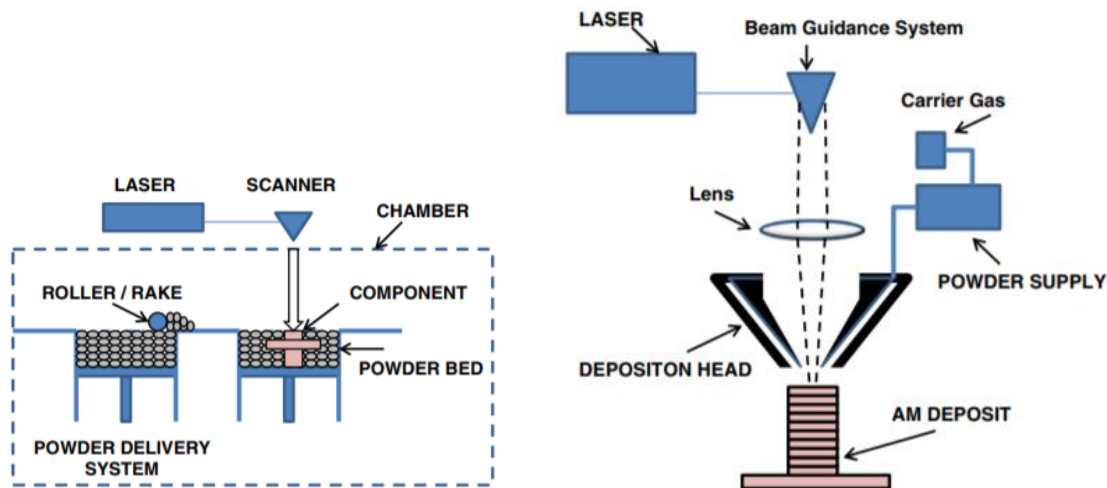 LASER
SCANNER
CHAMBER
ROLLER / RAKE
COMPONENT
POWDER BED
POWDER DELIVERY
SYSTEM
LASER
Beam Guidance System
Carrier Gas
Lens
POWDER SUPPLY
DEPOSITON HEAD
AM DEPOSIT